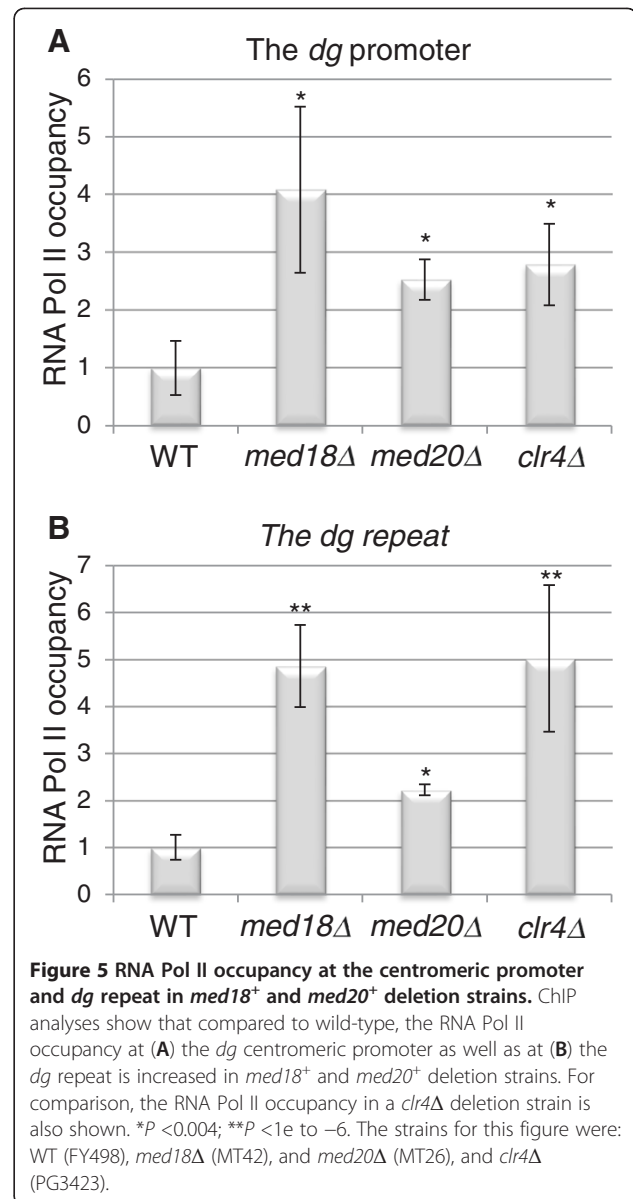 A
The dg promoter
6
5
4
3
2
1
0
RNA Pol II occupancy
*
*
*
WT
med18Δ
med20Δ
clr4Δ
B
The dg repeat
7
6
5
4
3
2
1
0
RNA Pol II occupancy
**
*
**
WT
med18Δ
med20Δ
clr4Δ
Figure 5 RNA Pol II occupancy at the centromeric promoter
and dg repeat in med18⁺ and med20⁺ deletion strains. ChIP
analyses show that compared to wild-type, the RNA Pol II
occupancy at (A) the dg centromeric promoter as well as at (B) the
dg repeat is increased in med18⁺ and med20⁺ deletion strains. For
comparison, the RNA Pol II occupancy in a clr4Δ deletion strain is
also shown. *P <0.004; **P <1e to −6. The strains for this figure were:
WT (FY498), med18Δ (MT42), and med20Δ (MT26), and clr4Δ
(PG3423).